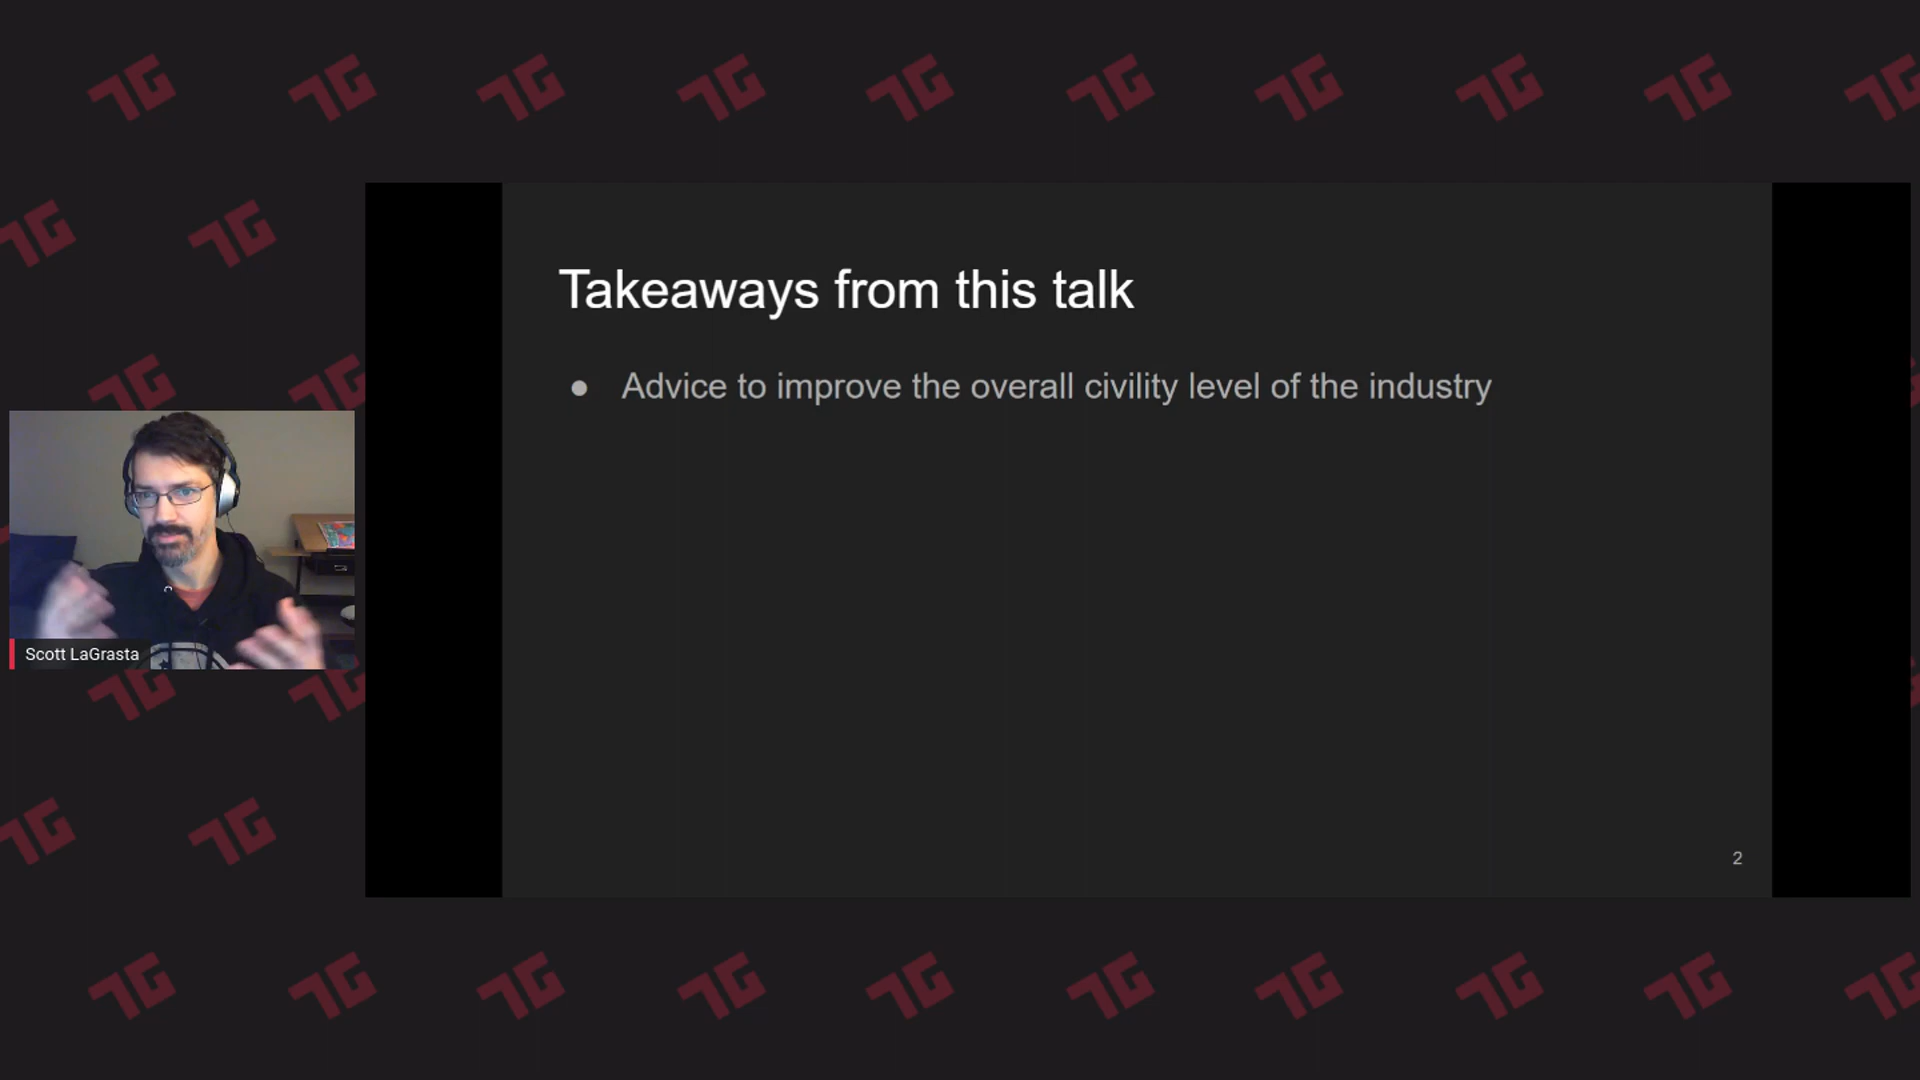 Takeaways from this talk
● Advice to improve the overall civility level of the industry
Scott LaGrasta
2